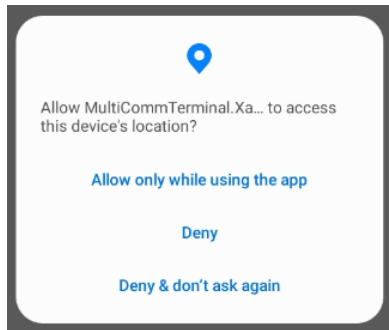 Allow MultiCommTerminal.Xa... to access
this device's location?
Allow only while using the app
Deny
Deny & don't ask again